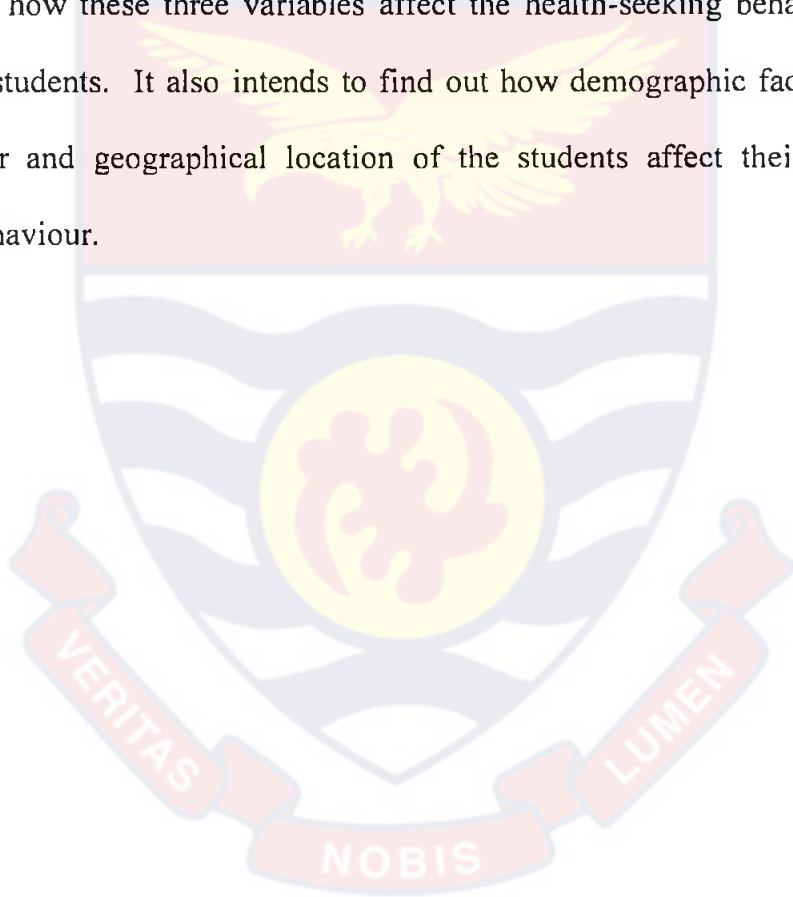 how these three variables affect the health-seeking beha
students. It also intends to find out how demographic fac
r and geographical location of the students affect thei
haviour.
VERITAS
NOBIS
LUMEN